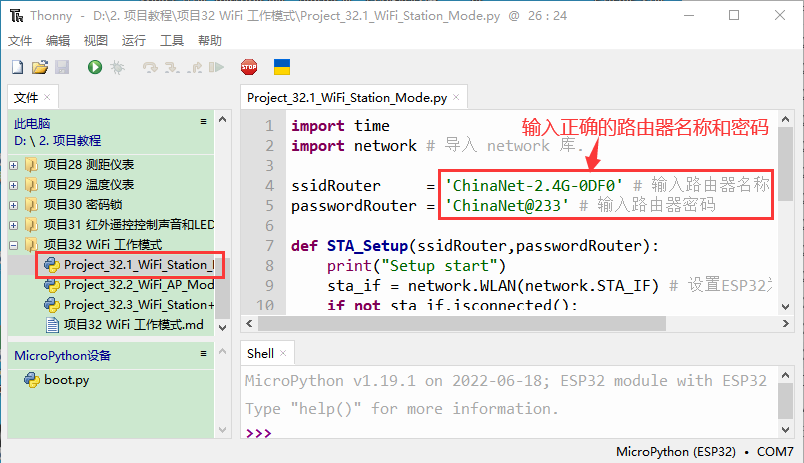 Thonny - D:\2. 项目教程\项目32 WiFi 工作模式\Project_32.1_WiFi_Station_Mode.py @ 26 : 24
文件 编辑 视图 运行 工具 帮助
STOP
文件 ×
此电脑
D: \ 2. 项目教程
项目28 测距仪表
项目29 温度仪表
项目30 密码锁
项目31 红外遥控控制声音和LED
项目32 WiFi 工作模式
Project_32.1_WiFi_Station_
Project_32.2_WiFi_AP_Mod
Project_32.3_WiFi_Station+
项目32 WiFi 工作模式.md
MicroPython设备
boot.py
Project_32.1_WiFi_Station_Mode.py ×
输入正确的路由器名称和密码
1 import time
2 import network # 导入 network 库.
3
4 ssidRouter = 'ChinaNet-2.4G-0DF0' # 输入路由器名称
5 passwordRouter = 'ChinaNet@233' # 输入路由器密码
6
7 def STA_Setup(ssidRouter,passwordRouter):
8 print("Setup start")
9 sta_if = network.WLAN(network.STA_IF) # 设置ESP32为
10 if not sta_if.isconnected():
Shell ×
MicroPython v1.19.1 on 2022-06-18; ESP32 module with ESP32
Type "help()" for more information.
>>>
MicroPython (ESP32) • COM7